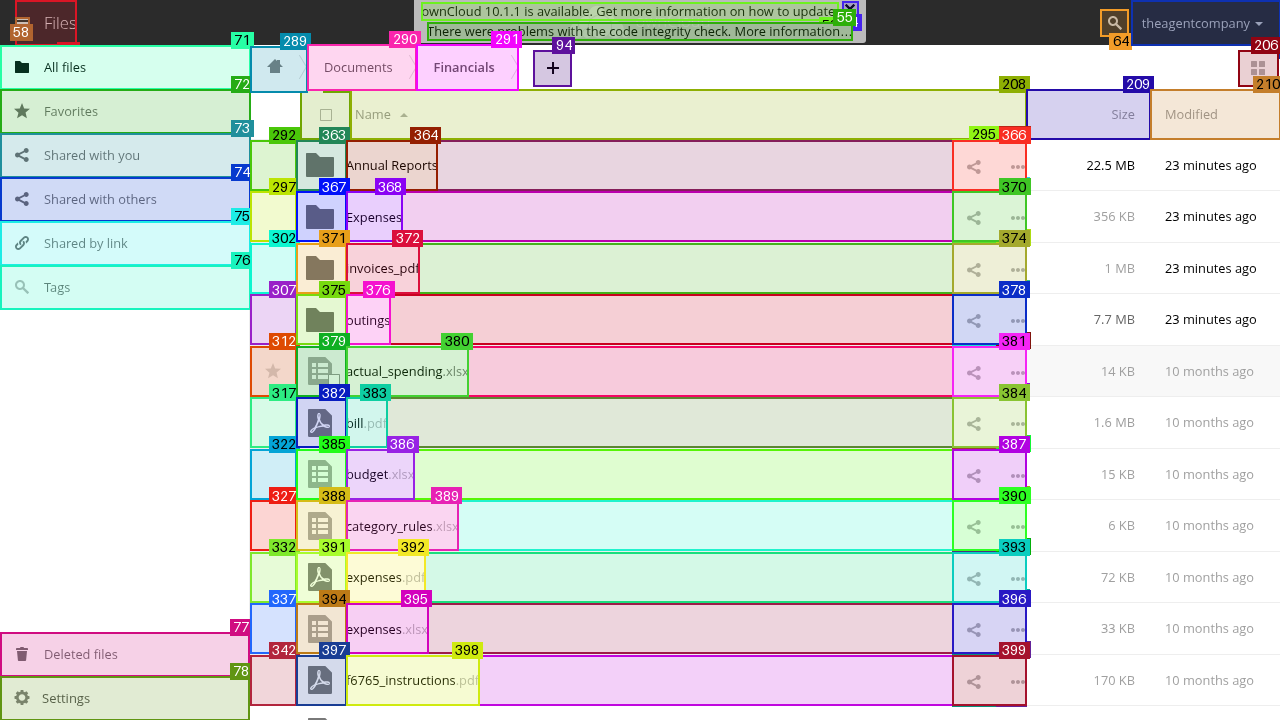 Files
ownCloud 10.1.1 is available. Get more information on how to update.
There were problems with the code integrity check. More information…
theagentcompany
58
55
64
71
289
290
291
94
206
All files
Documents
Financials
+
72
208
209
210
Favorites
Name
Size
Modified
73
292
363
364
295
366
Shared with you
Annual Reports
22.5 MB
23 minutes ago
74
297
367
368
370
Shared with others
Expenses
356 KB
23 minutes ago
75
302
371
372
374
Shared by link
invoices_pdf
1 MB
23 minutes ago
76
307
375
376
378
Tags
outings
7.7 MB
23 minutes ago
312
379
380
381
actual_spending.xlsx
14 KB
10 months ago
317
382
383
384
bill.pdf
1.6 MB
10 months ago
322
385
386
387
budget.xlsx
15 KB
10 months ago
327
388
389
390
category_rules.xlsx
6 KB
10 months ago
332
391
392
393
expenses.pdf
72 KB
10 months ago
337
394
395
396
expenses.xlsx
33 KB
10 months ago
77
342
397
398
399
Deleted files
f6765_instructions.pdf
170 KB
10 months ago
78
Settings